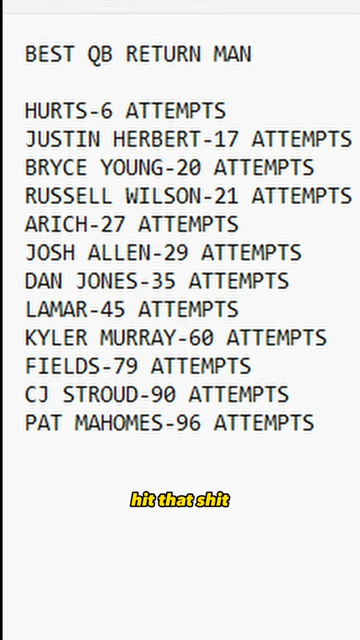 BEST QB RETURN MAN
HURTS-6 ATTEMPTS
JUSTIN HERBERT-17 ATTEMPTS
BRYCE YOUNG-20 ATTEMPTS
RUSSELL WILSON-21 ATTEMPTS
ARICH-27 ATTEMPTS
JOSH ALLEN-29 ATTEMPTS
DAN JONES-35 ATTEMPTS
LAMAR-45 ATTEMPTS
KYLER MURRAY-60 ATTEMPTS
FIELDS-79 ATTEMPTS
CJ STROUD-90 ATTEMPTS
PAT MAHOMES-96 ATTEMPTS
hit that shit